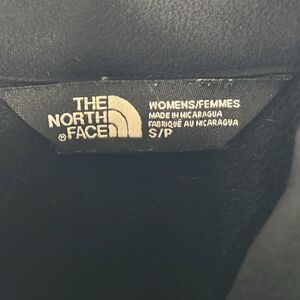 THE
NORTH
® FACE
WOMENS/FEMMES
MADE IN NICARAGUA
FABRIQUÉ AU NICARAGUA
S/P